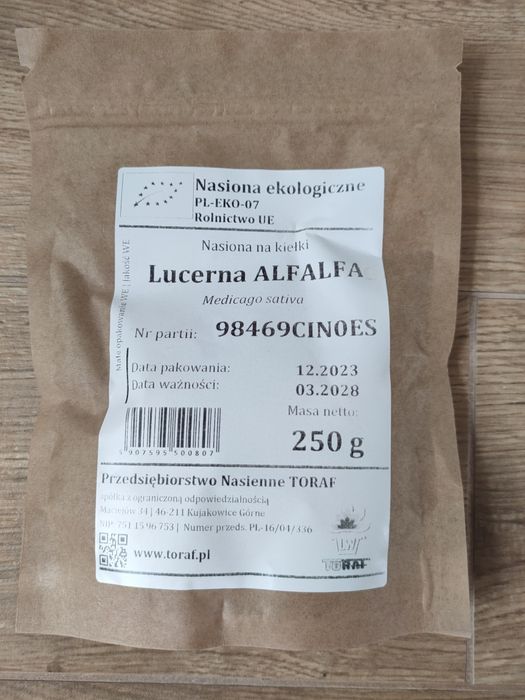 Nasiona ekologiczne
PL-EKO-07
Rolnictwo UE
Nasiona na kiełki
Lucerna ALFALFA
Medicago sativa
Małe opakowanie WE | Jakość WE
Nr partii: 98469CIN0ES
Data pakowania: 12.2023
Data ważności: 03.2028
Masa netto:
250 g
5 907595 500807
Przedsiębiorstwo Nasienne TORAF
spółka z ograniczoną odpowiedzialnością
Maciejów 34 | 46-211 Kujakowice Górne
NIP 751 15 96 753 | Numer przeds. PL-16/04/336
www.toraf.pl
TORAF